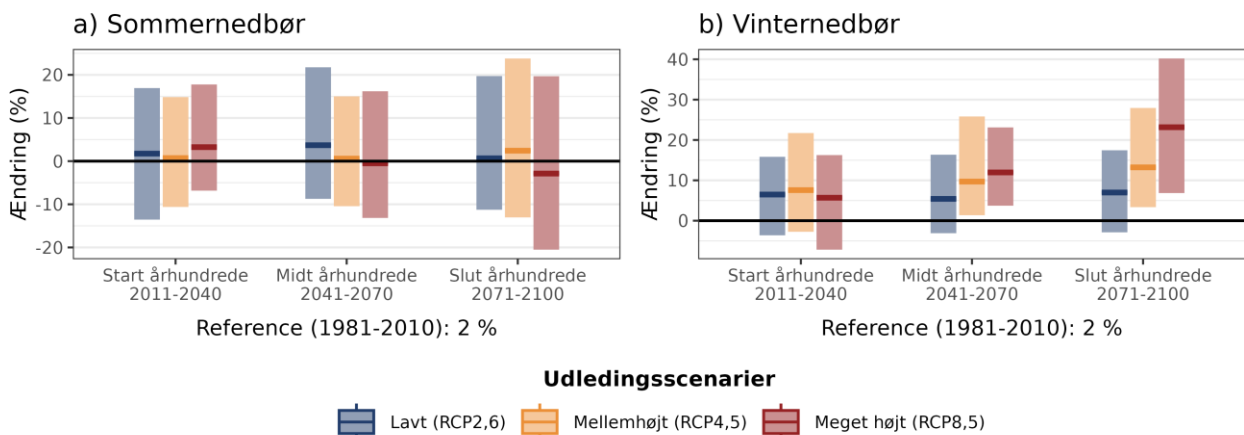 a) Sommernedbør
Ændring (%)
20
10
0
-10
-20
Start århundrede
2011-2040
Midt århundrede
2041-2070
Slut århundrede
2071-2100
Reference (1981-2010): 2 %
b) Vinternedbør
Ændring (%)
40
30
20
10
0
Start århundrede
2011-2040
Midt århundrede
2041-2070
Slut århundrede
2071-2100
Reference (1981-2010): 2 %
Udledingsscenarier
Lavt (RCP2,6)
Mellemhøjt (RCP4,5)
Meget højt (RCP8,5)